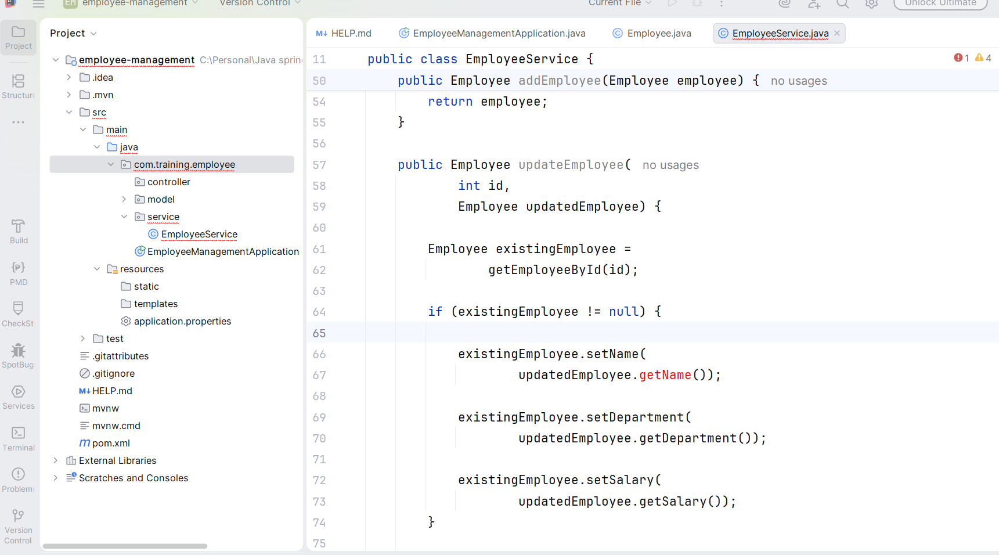 EM employee-management Version Control Current File Unlock Ultimate
Project
Project
Structure
Build
PMD
CheckSt
SpotBug
Services
Terminal
Problems
Version
Control
employee-management C:\Personal\Java sprin
.idea
.mvn
src
main
java
com.training.employee
controller
model
service
EmployeeService
EmployeeManagementApplication
resources
static
templates
application.properties
test
.gitattributes
.gitignore
M↓ HELP.md
mvnw
mvnw.cmd
m pom.xml
External Libraries
Scratches and Consoles
M↓ HELP.md EmployeeManagementApplication.java Employee.java EmployeeService.java
1 4
11 public class EmployeeService {
50 public Employee addEmployee(Employee employee) { no usages
54 return employee;
55 }
56
57 public Employee updateEmployee( no usages
58 int id,
59 Employee updatedEmployee) {
60
61 Employee existingEmployee =
62 getEmployeeById(id);
63
64 if (existingEmployee != null) {
65
66 existingEmployee.setName(
67 updatedEmployee.getName());
68
69 existingEmployee.setDepartment(
70 updatedEmployee.getDepartment());
71
72 existingEmployee.setSalary(
73 updatedEmployee.getSalary());
74 }
75